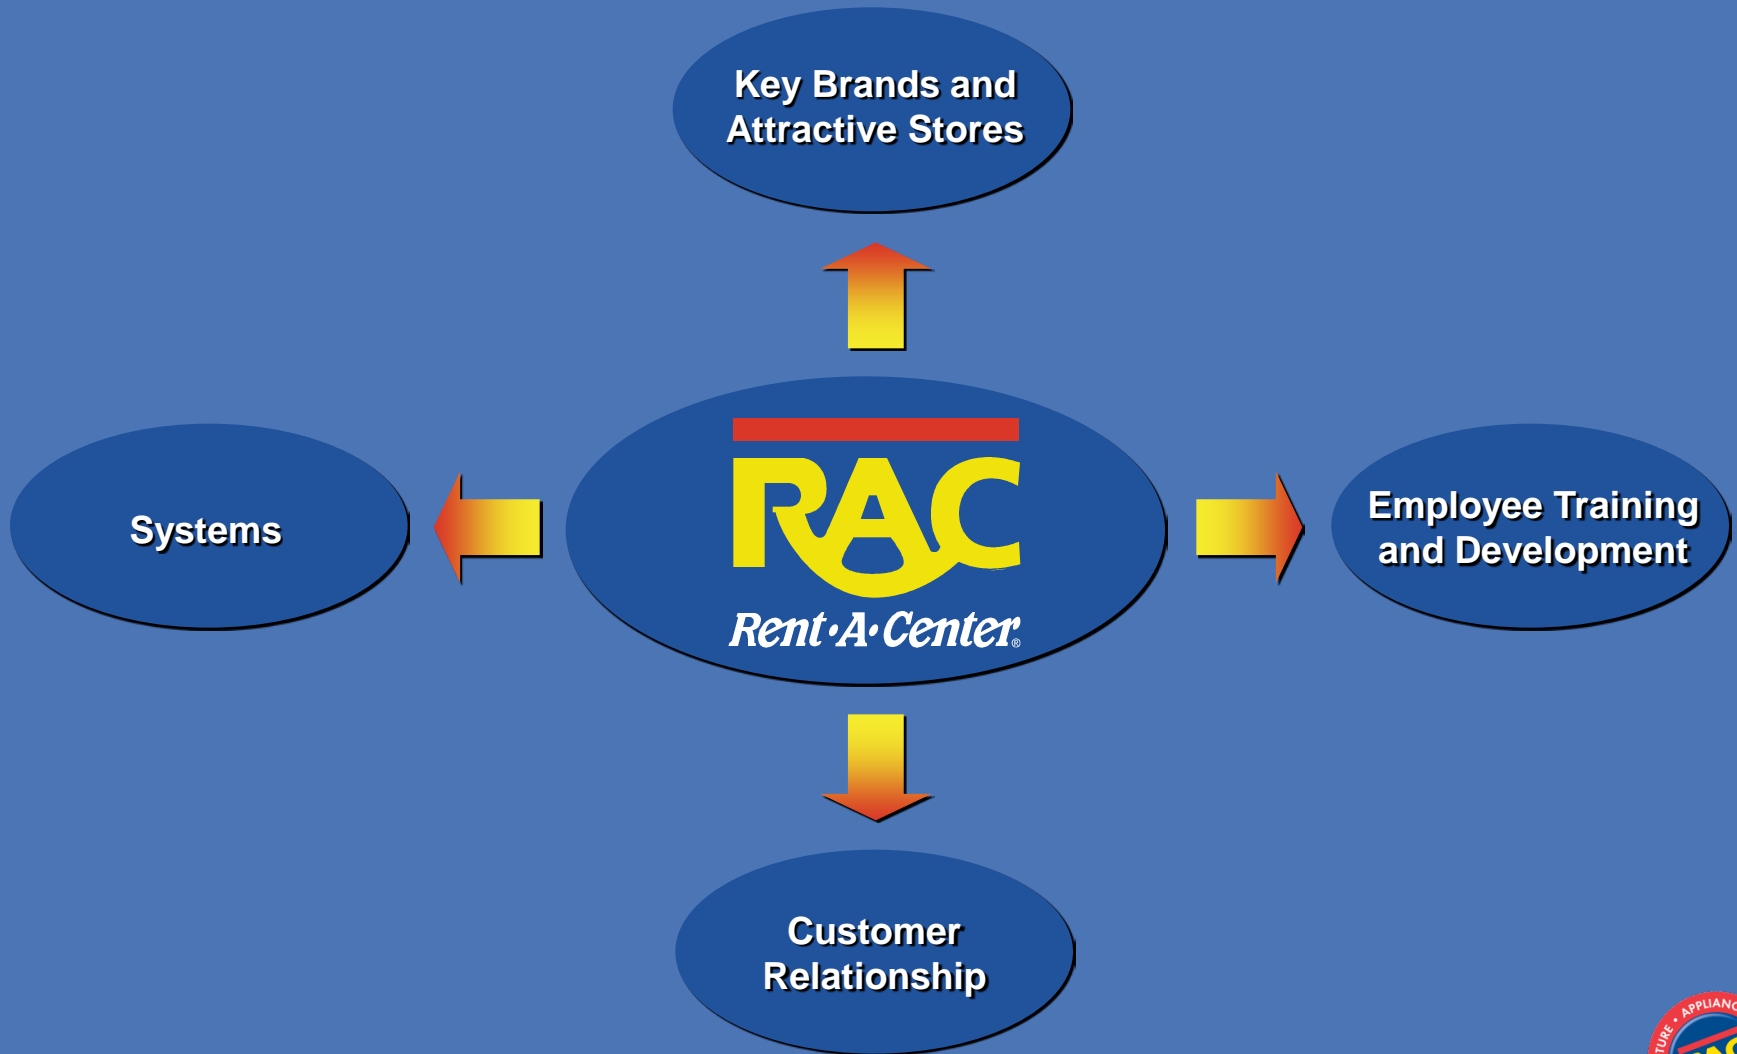 Key Brands and
Attractive Stores
RAC
Rent·A·Center®
Systems
Employee Training
and Development
Customer
Relationship